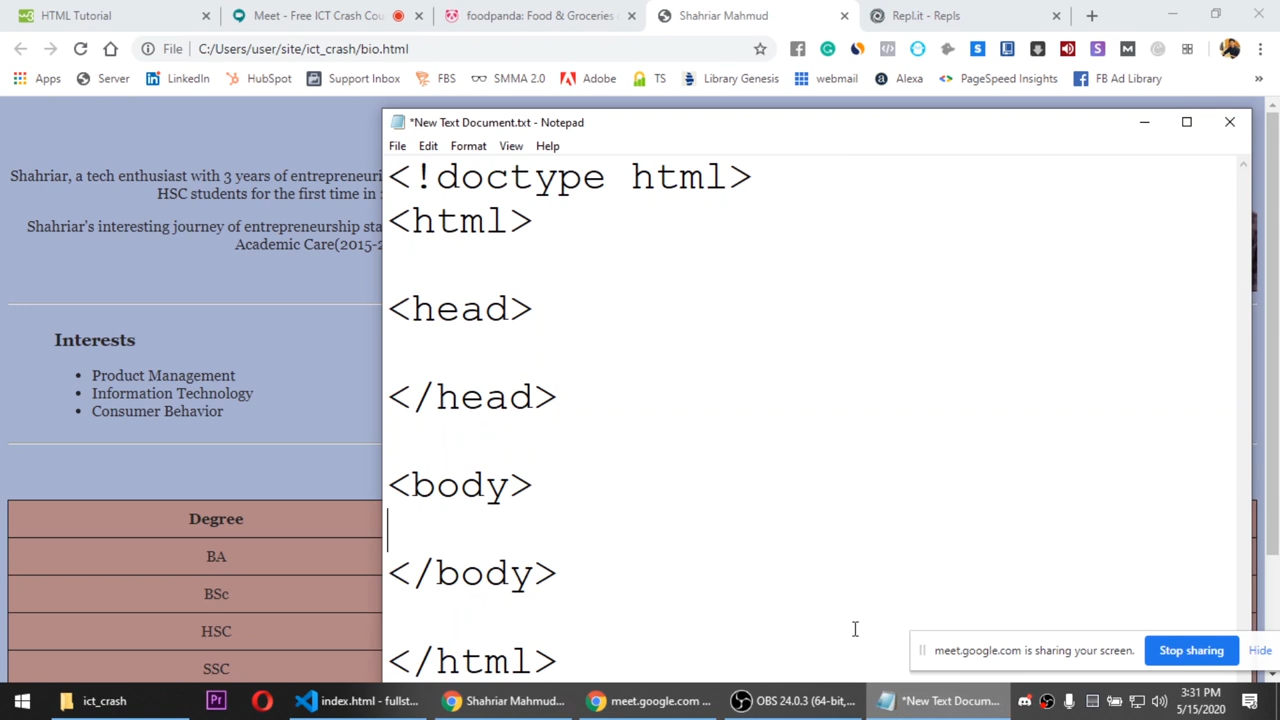 HTML Tutorial
Meet - Free ICT Crash Cou
foodpanda: Food & Groceries
Shahriar Mahmud
Repl.it - Repls
File
C:/Users/user/site/ict_crash/bio.html
Apps
Server
LinkedIn
HubSpot
Support Inbox
FBS
SMMA 2.0
Adobe
TS
Library Genesis
webmail
Alexa
PageSpeed Insights
FB Ad Library
»
*New Text Document.txt - Notepad
File Edit Format View Help
Shahriar, a tech enthusiast with 3 years of entrepreneuri
HSC students for the first time in
Shahriar's interesting journey of entrepreneurship sta
Academic Care(2015-2
Interests
• Product Management
• Information Technology
• Consumer Behavior
Degree
BA
BSc
HSC
SSC
<!doctype html>
<html>
<head>
</head>
<body>
</body>
</html>
meet.google.com is sharing your screen.
Stop sharing
Hide
ict_crash
Pr
index.html - fullst...
Shahriar Mahmud...
meet.google.com ...
OBS 24.0.3 (64-bit,...
*New Text Docum...
3:31 PM
5/15/2020